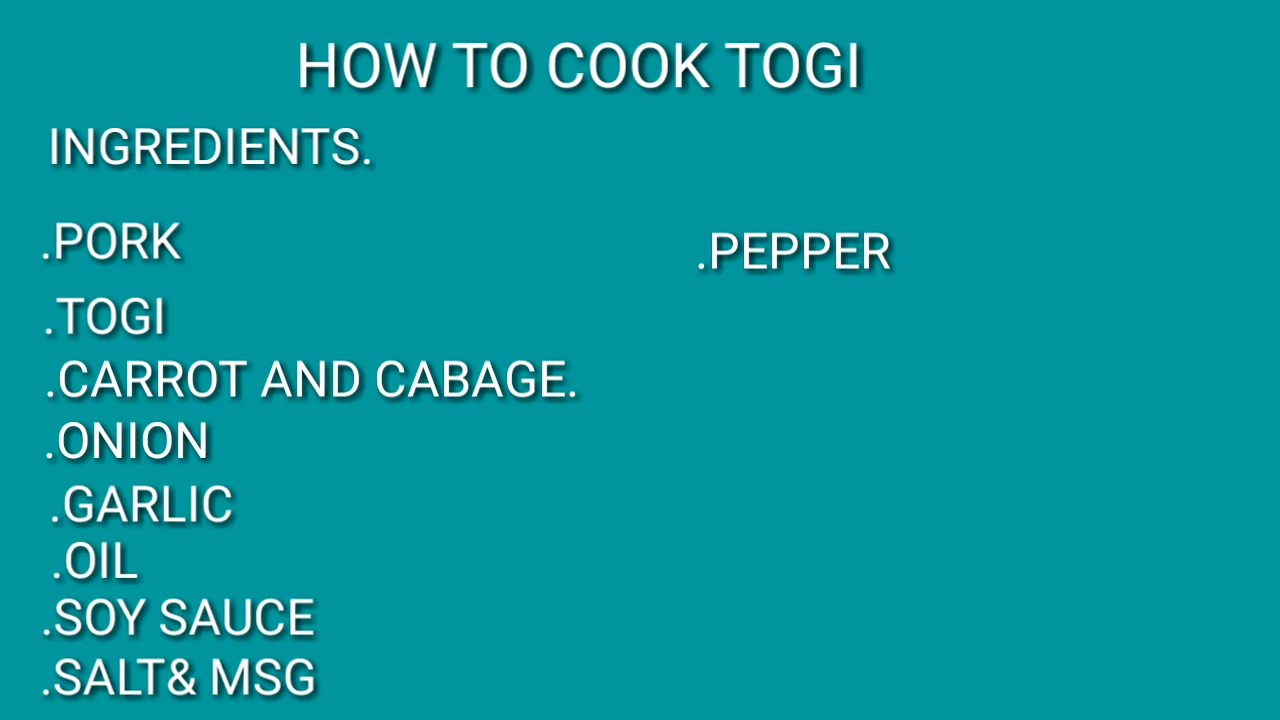 HOW TO COOK TOGI
INGREDIENTS.
.PORK
.TOGI
.CARROT AND CABAGE.
.ONION
.GARLIC
.OIL
.SOY SAUCE
.SALT& MSG
.PEPPER